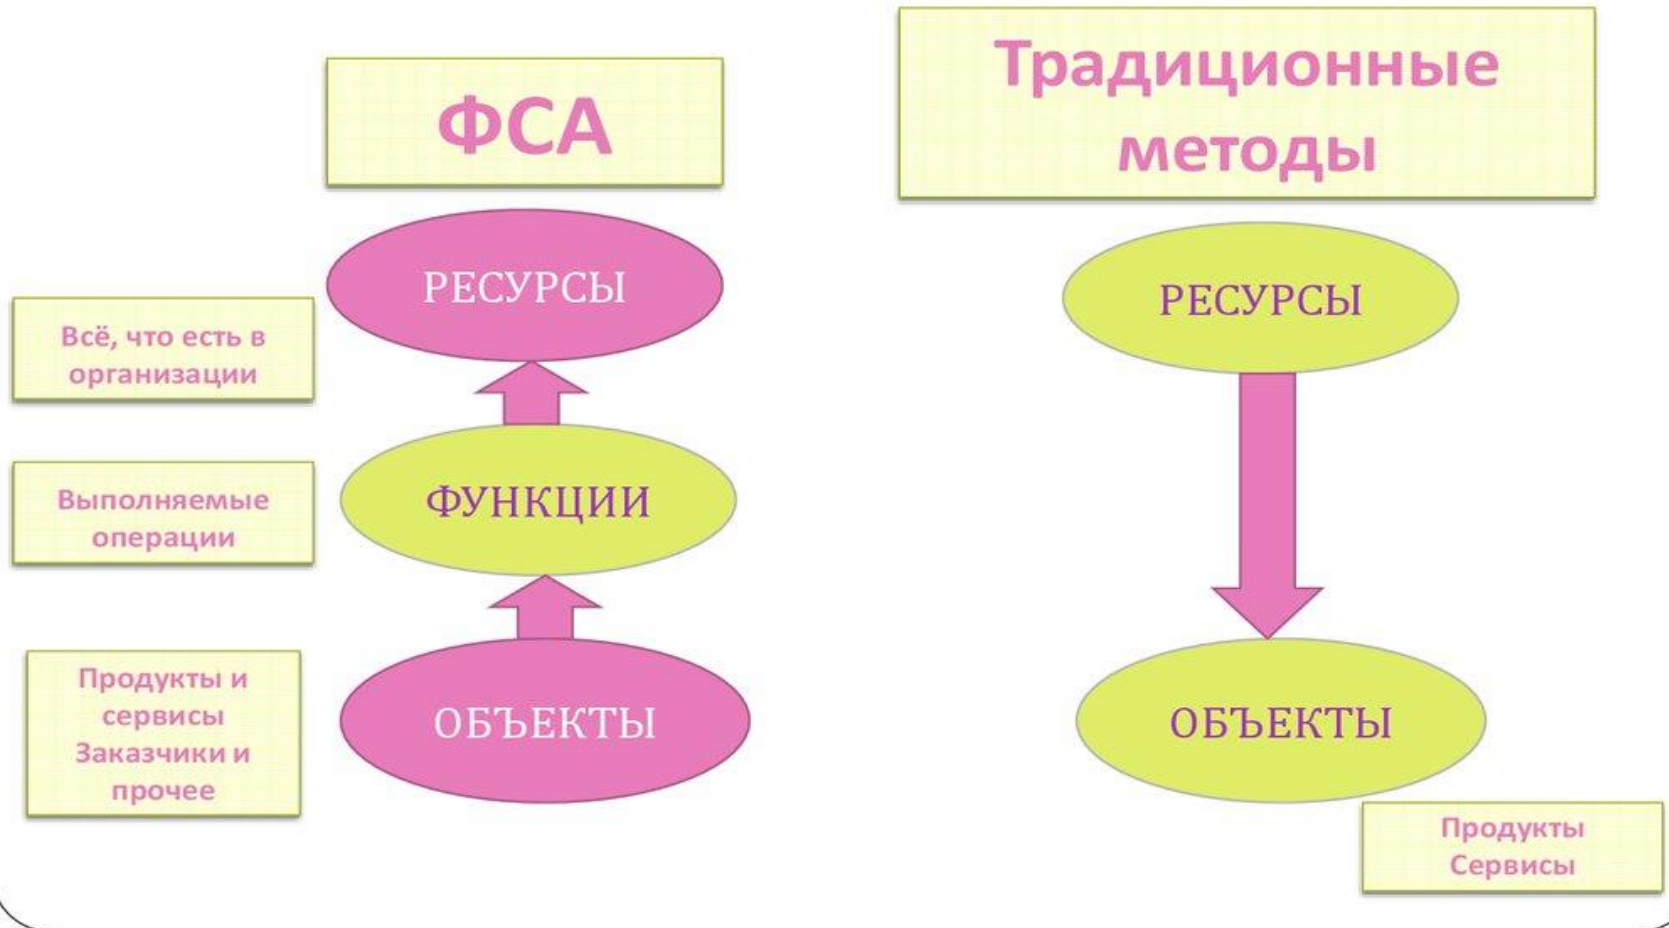 ФСА
РЕСУРСЫ
Всё, что есть в
организации
ФУНКЦИИ
Выполняемые
операции
ОБЪЕКТЫ
Продукты и
сервисы
Заказчики и
прочее
Традиционные
методы
РЕСУРСЫ
ОБЪЕКТЫ
Продукты
Сервисы